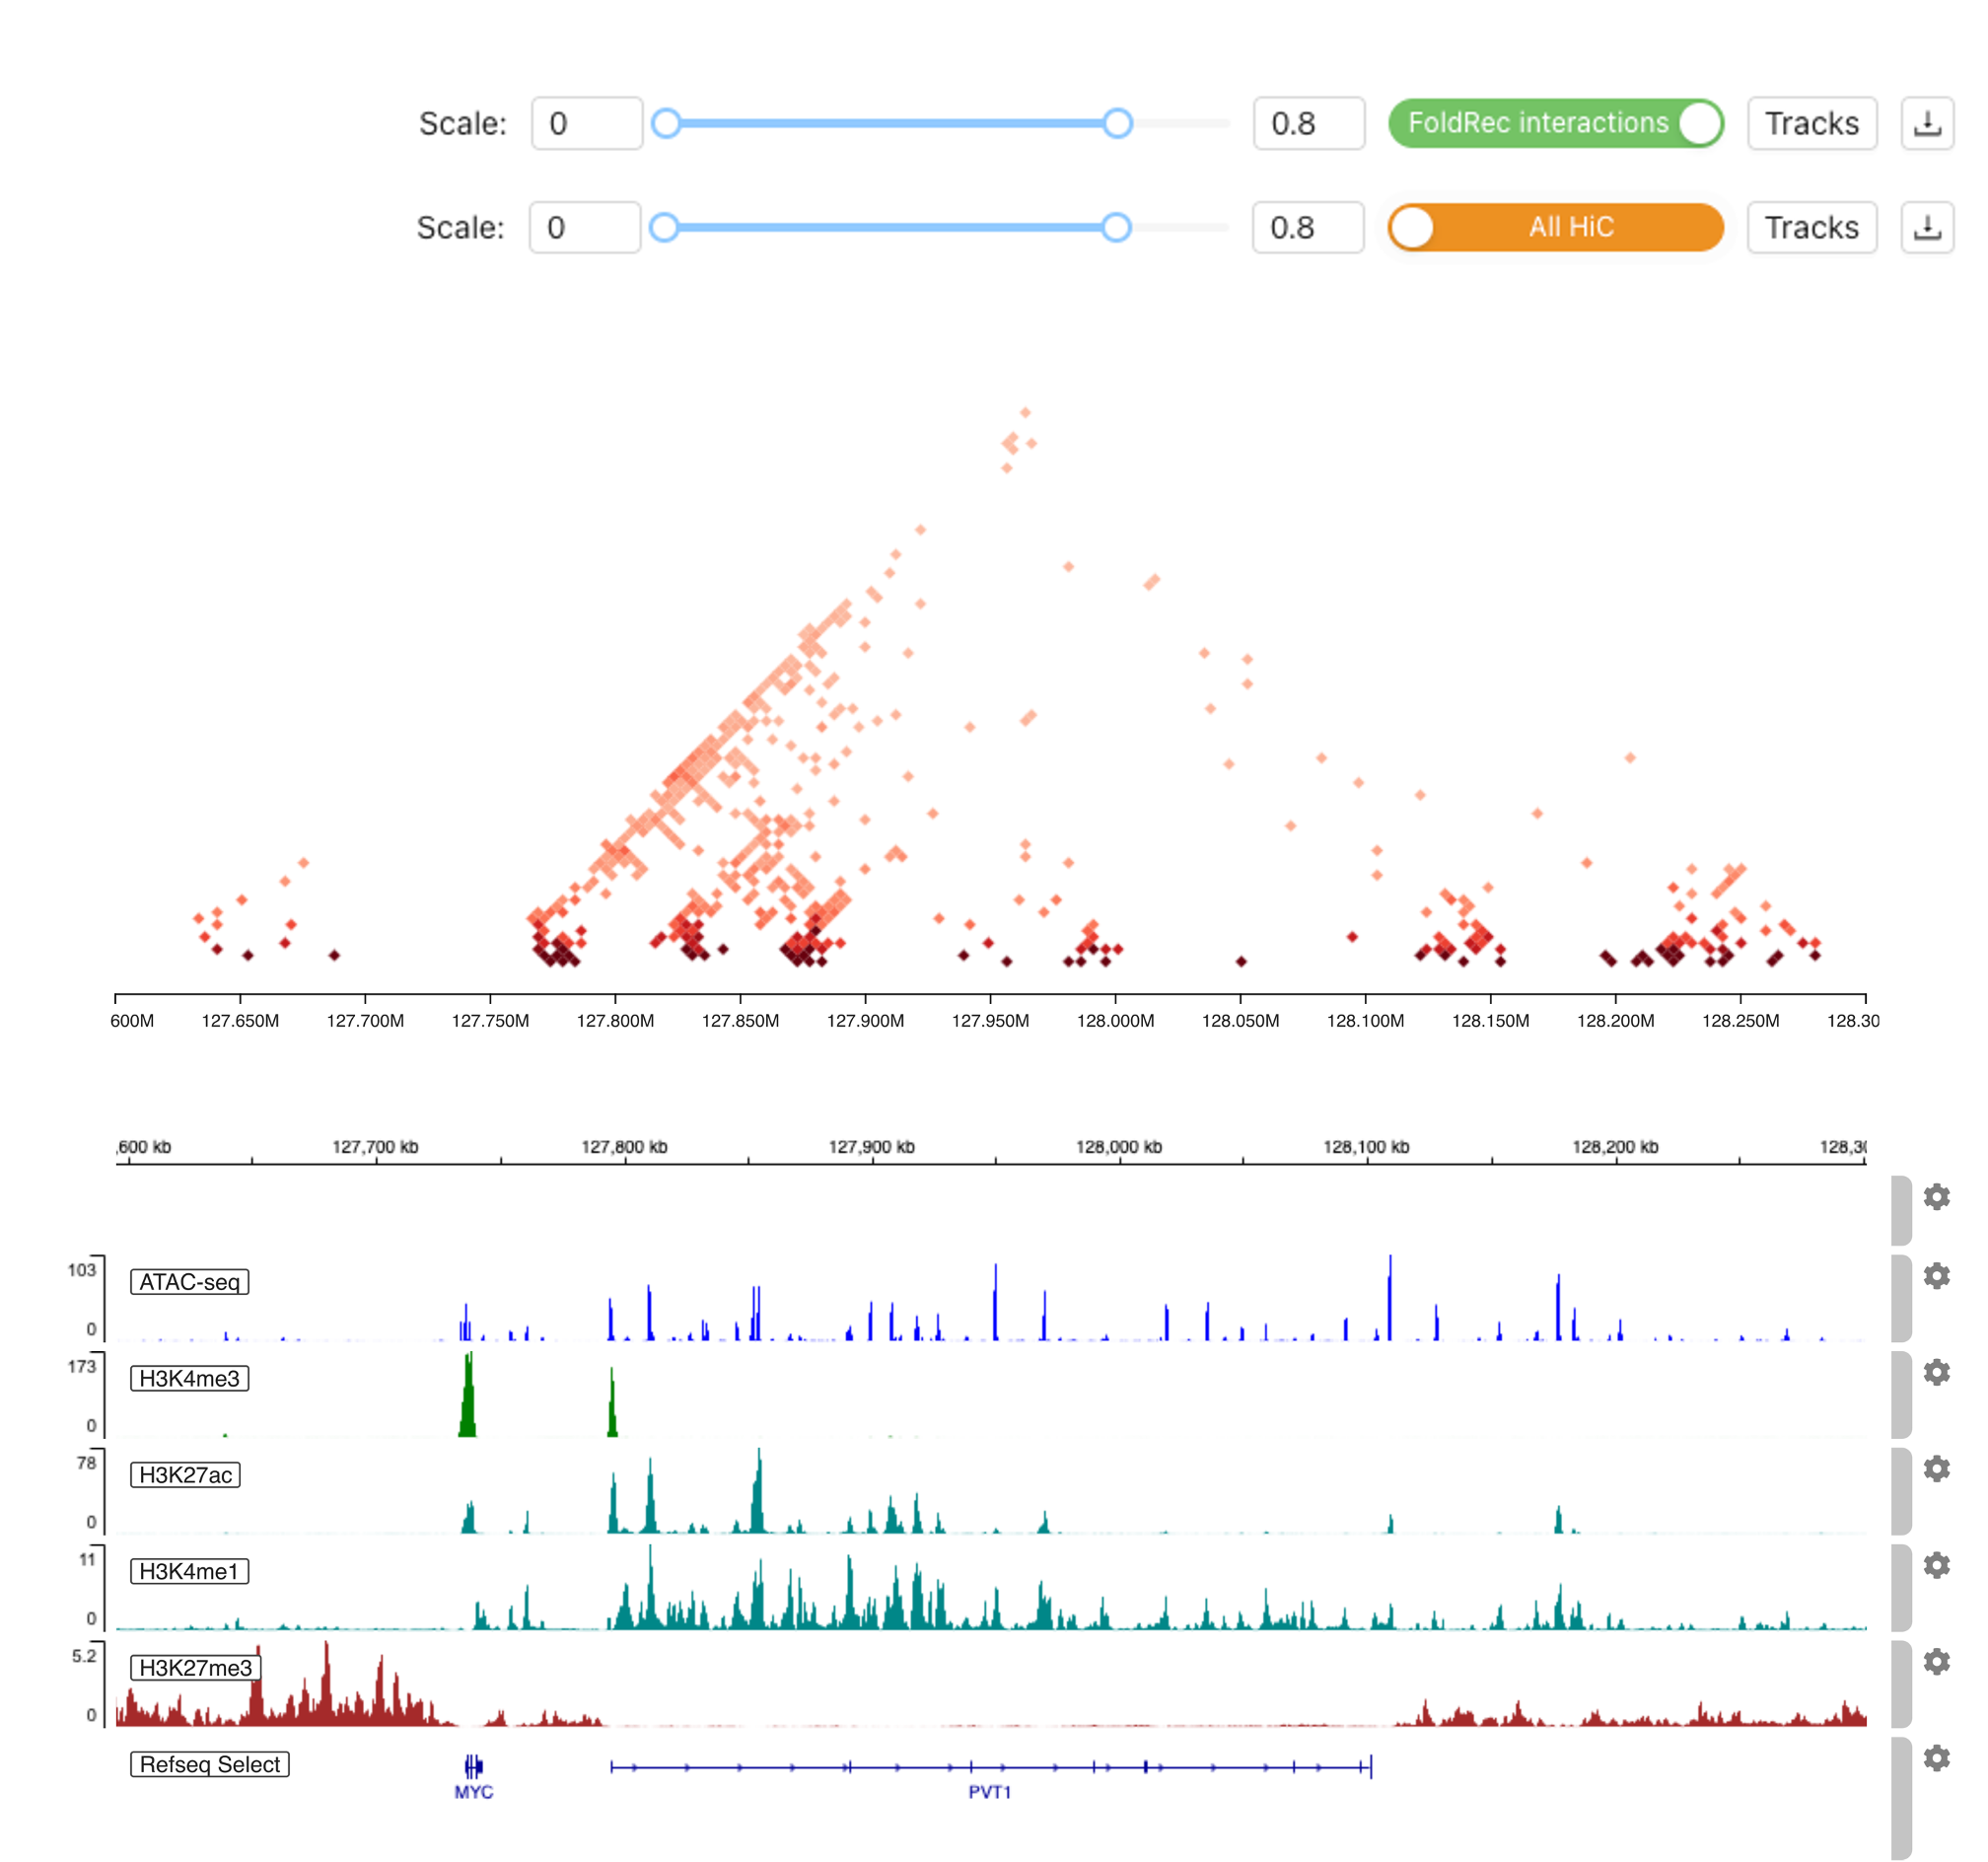 Scale: 0 0.8 FoldRec interactions Tracks
Scale: 0 0.8 All HiC Tracks
600M 127.650M 127.700M 127.750M 127.800M 127.850M 127.900M 127.950M 128.000M 128.050M 128.100M 128.150M 128.200M 128.250M 128.30
,600 kb 127,700 kb 127,800 kb 127,900 kb 128,000 kb 128,100 kb 128,200 kb 128,30
103 ATAC-seq
0
173 H3K4me3
0
78 H3K27ac
0
11 H3K4me1
0
5.2 H3K27me3
0
Refseq Select
MYC PVT1